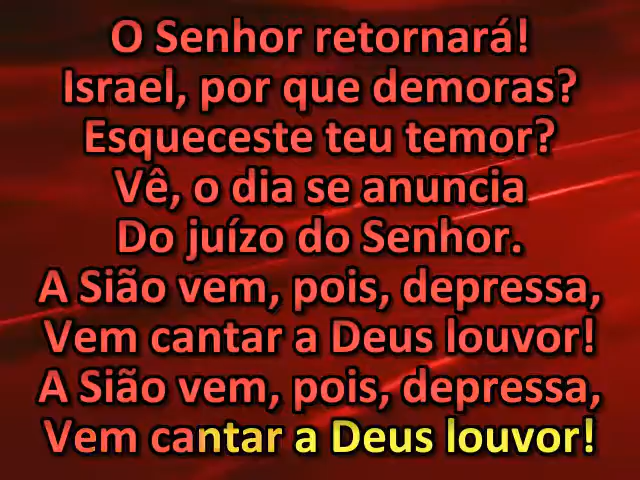 O Senhor retornará!
Israel, por que demoras?
Esqueceste teu temor?
Vê, o dia se anuncia
Do juízo do Senhor.
A Sião vem, pois, depressa,
Vem cantar a Deus louvor!
A Sião vem, pois, depressa,
Vem cantar a Deus louvor!